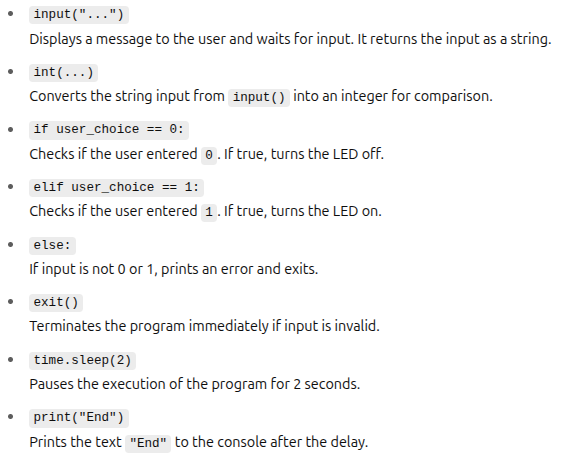 input("...")
Displays a message to the user and waits for input. It returns the input as a string.
int(...)
Converts the string input from input() into an integer for comparison.
if user_choice == 0:
Checks if the user entered 0. If true, turns the LED off.
elif user_choice == 1:
Checks if the user entered 1. If true, turns the LED on.
else:
If input is not 0 or 1, prints an error and exits.
exit()
Terminates the program immediately if input is invalid.
time.sleep(2)
Pauses the execution of the program for 2 seconds.
print("End")
Prints the text "End" to the console after the delay.